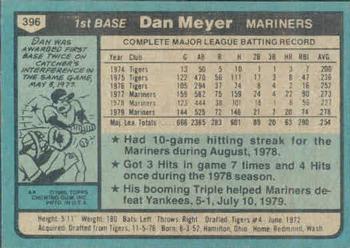 396
1st BASE Dan Meyer MARINERS
DAN WAS
AWARDED FIRST
BASE TWICE ON
CATCHER'S
INTERFERENCE IN
THE SAME GAME,
MAY 3, 1977.
©1980 TOPPS
CHEWING GUM, INC.
PRTD. IN U.S.A.
COMPLETE MAJOR LEAGUE BATTING RECORD
Year Club G AB R H 2B 3B HR RBI AVG.
1974 Tigers 13 50 5 10 1 1 3 7 .200
1975 Tigers 122 470 56 111 17 3 8 47 .236
1976 Tigers 105 294 37 74 8 4 2 16 .252
1977 Mariners 159 582 75 159 24 4 22 90 .273
1978 Mariners 123 444 38 101 18 1 8 56 .227
1979 Mariners 144 525 72 146 21 7 20 74 .278
Maj. Lea. Totals 666 2365 283 601 89 20 63 290 .254
★ Had 10-game hitting streak for the
Mariners during August, 1978.
★ Got 3 Hits in game 7 times and 4 Hits
once during the 1978 season.
★ His booming Triple helped Mariners
defeat Yankees, 5-1, July 10, 1979.
Height: 5'11" Weight: 180 Bats: Left Throws: Right Drafted: Tigers #4 - June, 1972
Acquired: Drafted from Tigers, 11-5-76 Born: 8-3-52, Hamilton, Ohio Home: Redmond, Wash.